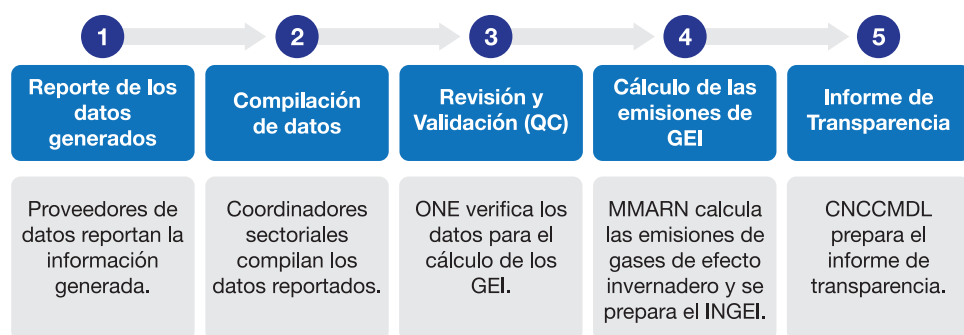 1
2
3
4
5
Reporte de los
datos
generados
Compilación
de datos
Revisión y
Validación (QC)
Cálculo de las
emisiones de
GEI
Informe de
Transparencia
Proveedores de
datos reportan la
información
generada.
Coordinadores
sectoriales
compilan los
datos reportados.
ONE verifica los
datos para el
cálculo de los
GEI.
MMARN calcula
las emisiones de
gases de efecto
invernadero y se
prepara el INGEI.
CNCCMDL
prepara el
informe de
transparencia.